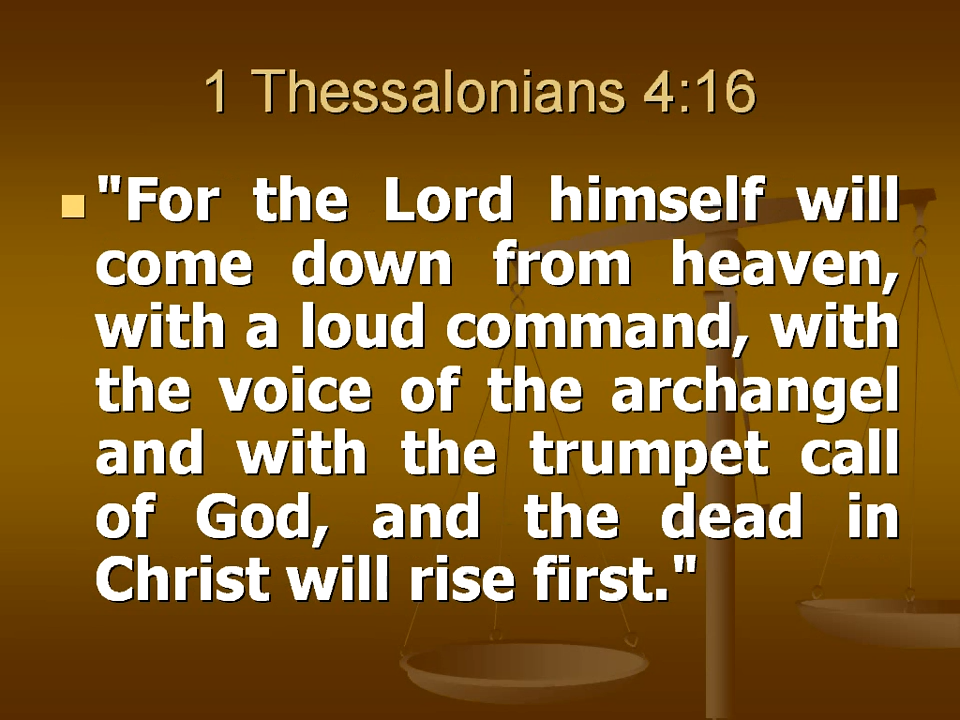 1 Thessalonians 4:16
"For the Lord himself will
come down from heaven,
with a loud command, with
the voice of the archangel
and with the trumpet call
of God, and the dead in
Christ will rise first."